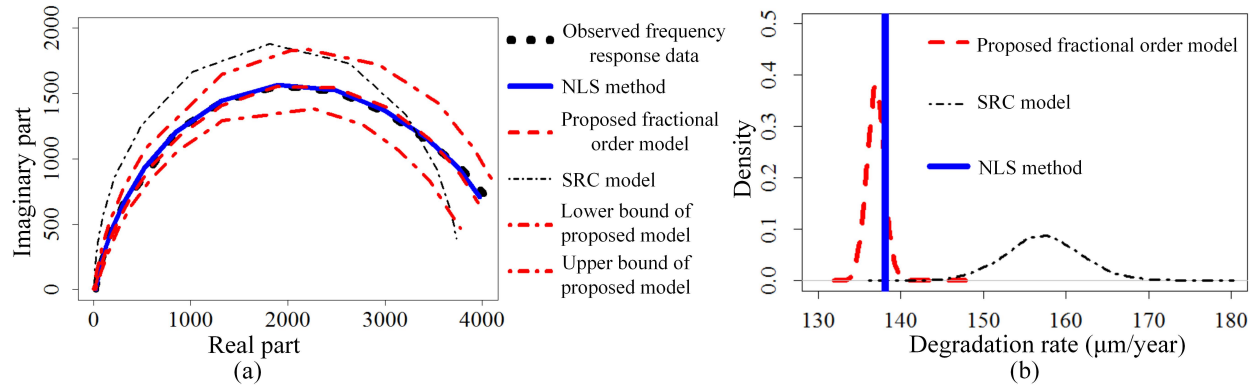 2000
1500
1000
500
0
Imaginary part
0
1000
2000
3000
4000
Real part
(a)
Observed frequency
response data
NLS method
Proposed fractional
order model
SRC model
Lower bound of
proposed model
Upper bound of
proposed model
0.5
0.4
0.3
0.2
0.1
0.0
Density
130
140
150
160
170
180
Degradation rate (μm/year)
(b)
Proposed fractional order model
SRC model
NLS method